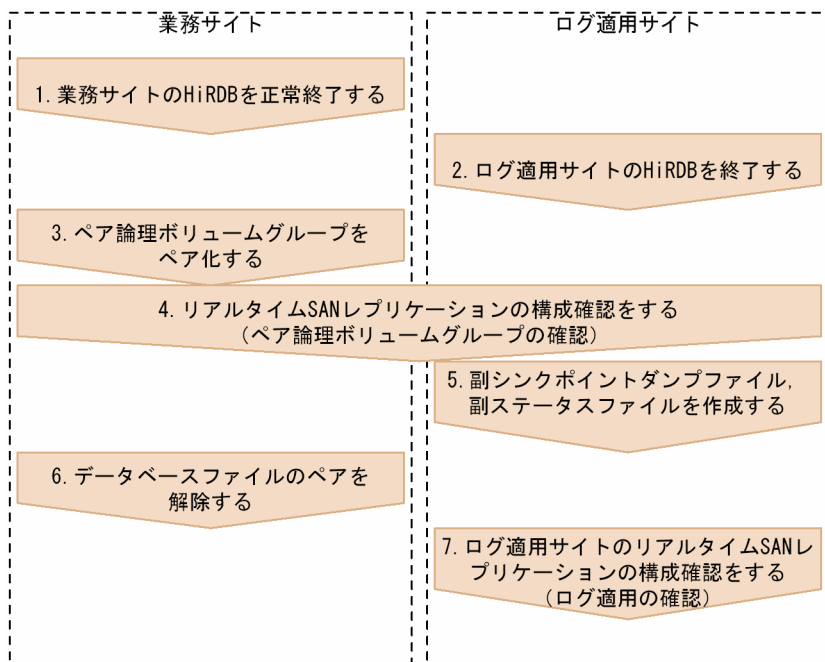 業務サイト
ログ適用サイト
1.業務サイトのHiRDBを正常終了する
2.ログ適用サイトのHiRDBを終了する
3.ペア論理ボリュームグループを
ペア化する
4.リアルタイムSANレプリケーションの構成確認をする
（ペア論理ボリュームグループの確認）
5.副シンクポイントダンプファイル,
副ステータスファイルを作成する
6.データベースファイルのペアを
解除する
7.ログ適用サイトのリアルタイムSANレ
プリケーションの構成確認をする
（ログ適用の確認）